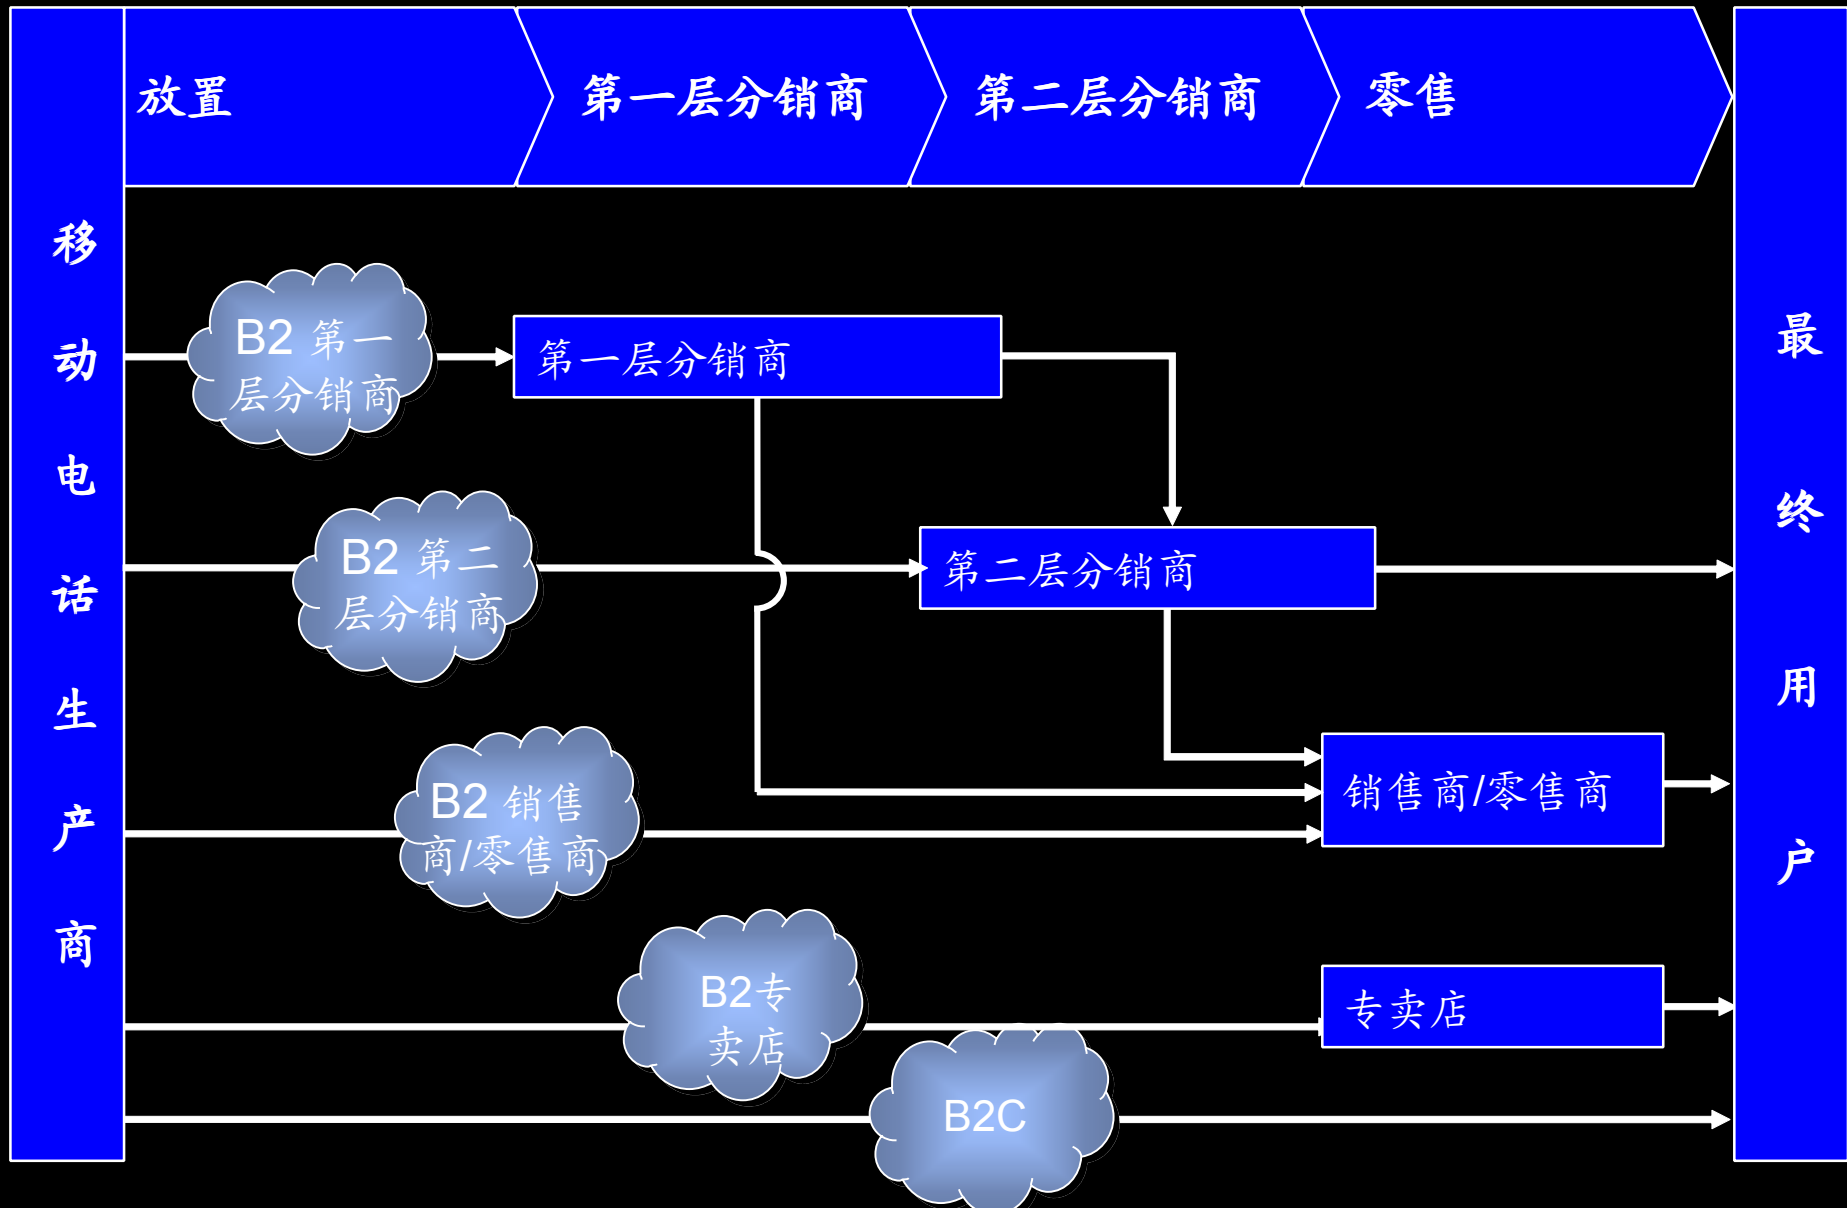 放置
第一层分销商
第二层分销商
零售
移动电话生产商
最终用户
B2 第一
层分销商
第一层分销商
B2 第二
层分销商
第二层分销商
B2 销售
商/零售商
销售商/零售商
B2专
卖店
专卖店
B2C